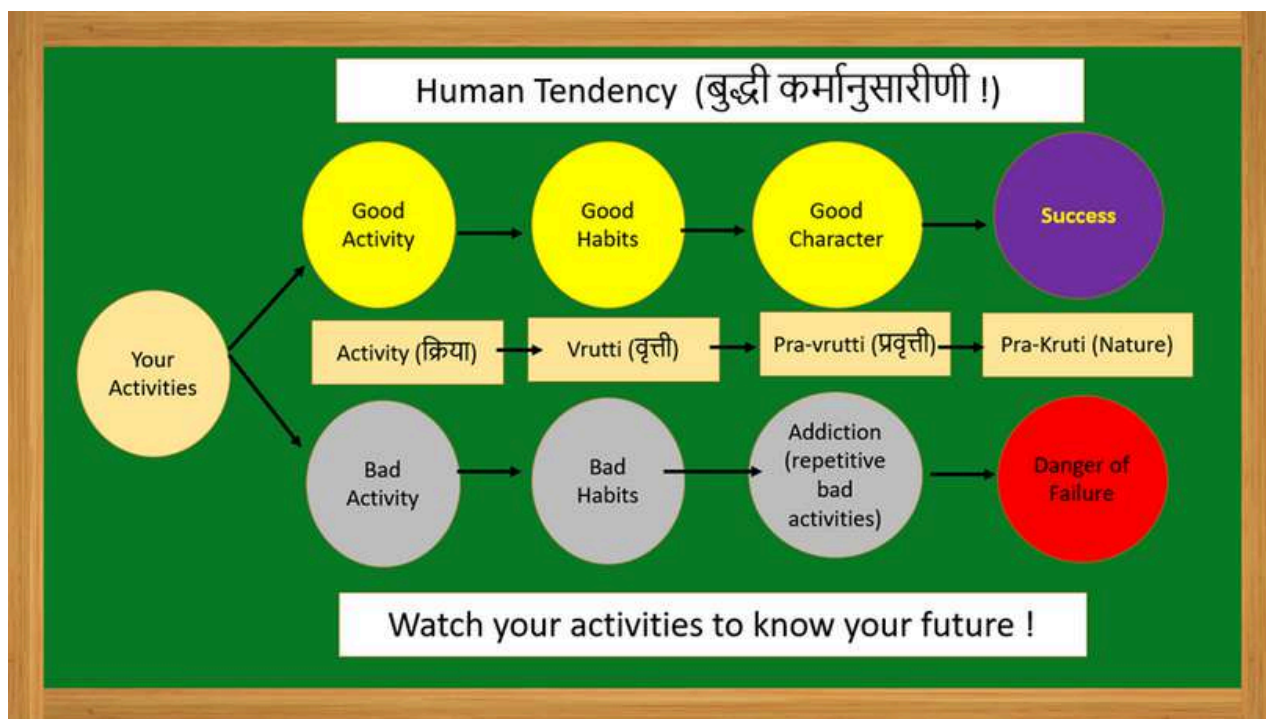 Human Tendency (बुद्धी कर्मानुसारीणी !)
Good
Activity
Good
Habits
Good
Character
Success
Your
Activities
Activity (क्रिया)
Vrutti (वृत्ती)
Pra-vrutti (प्रवृत्ती)
Pra-Kruti (Nature)
Bad
Activity
Bad
Habits
Addiction
(repetitive
bad
activities)
Danger of
Failure
Watch your activities to know your future !